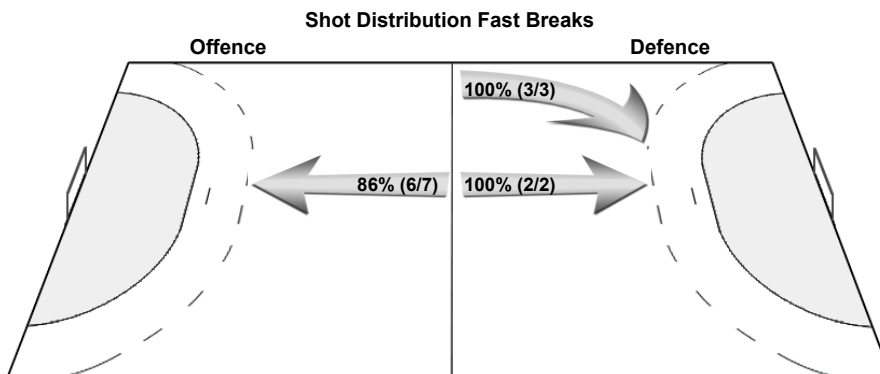 Shot Distribution Fast Breaks
Offence
Defence
100% (3/3)
86% (6/7)
100% (2/2)